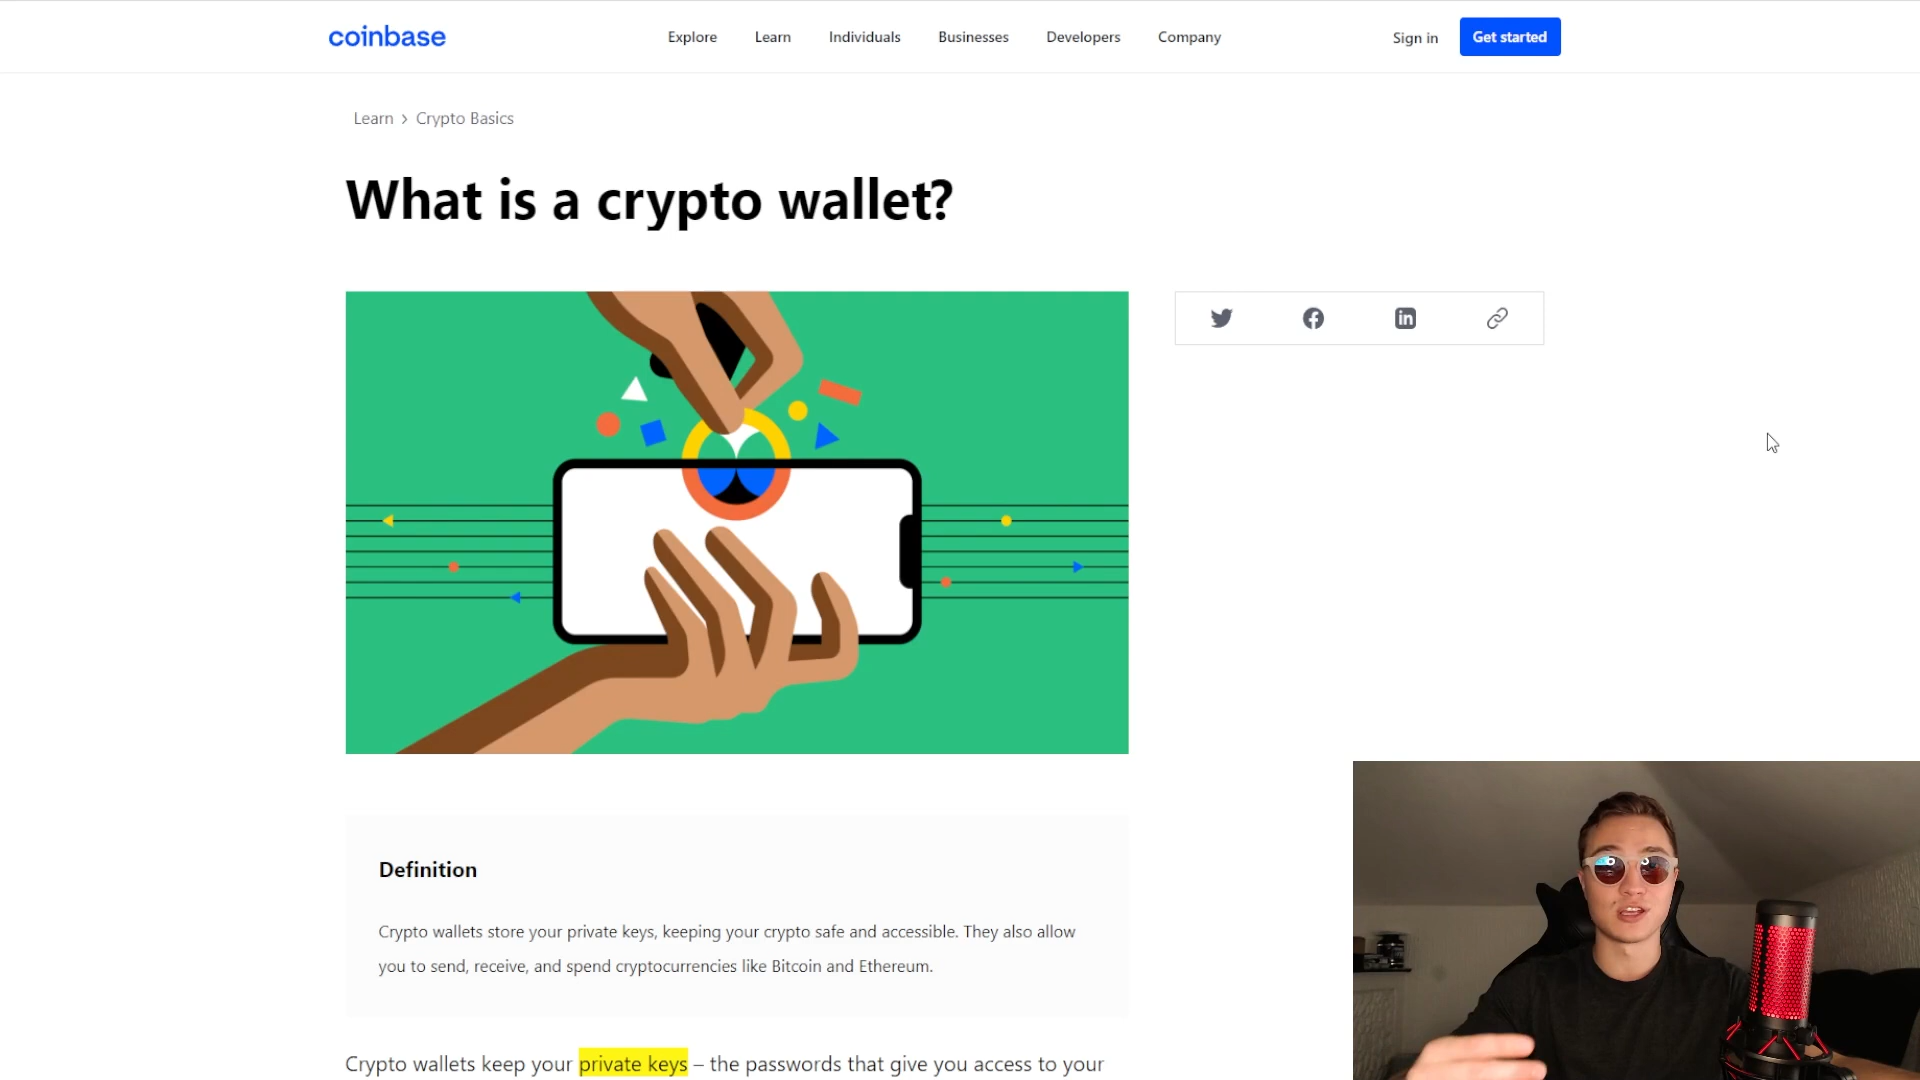 coinbase
Explore Learn Individuals Businesses Developers Company
Sign in Get started
Learn > Crypto Basics
What is a crypto wallet?
Definition
Crypto wallets store your private keys, keeping your crypto safe and accessible. They also allow
you to send, receive, and spend cryptocurrencies like Bitcoin and Ethereum.
Crypto wallets keep your private keys – the passwords that give you access to your